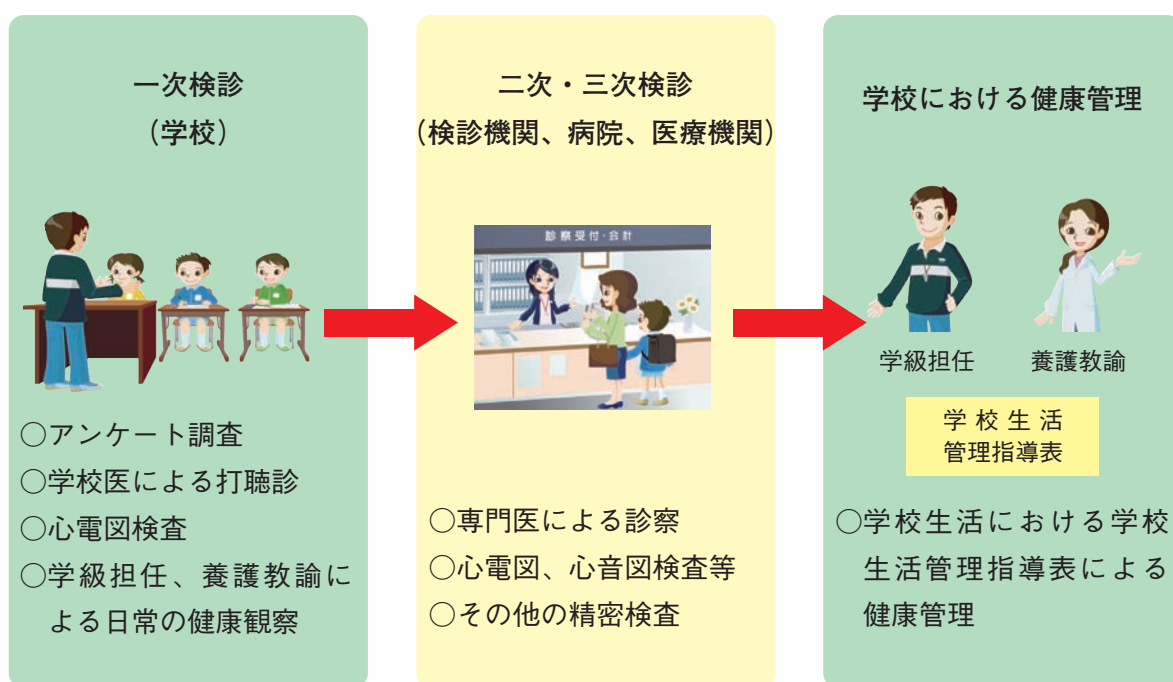 一次検診
（学校）
○アンケート調査
○学校医による打聴診
○心電図検査
○学級担任、養護教諭に
よる日常の健康観察
二次・三次検診
（検診機関、病院、医療機関）
診察受付･会計
○専門医による診察
○心電図、心音図検査等
○その他の精密検査
学校における健康管理
学級担任
養護教諭
学校生活
管理指導表
○学校生活における学校
生活管理指導表による
健康管理